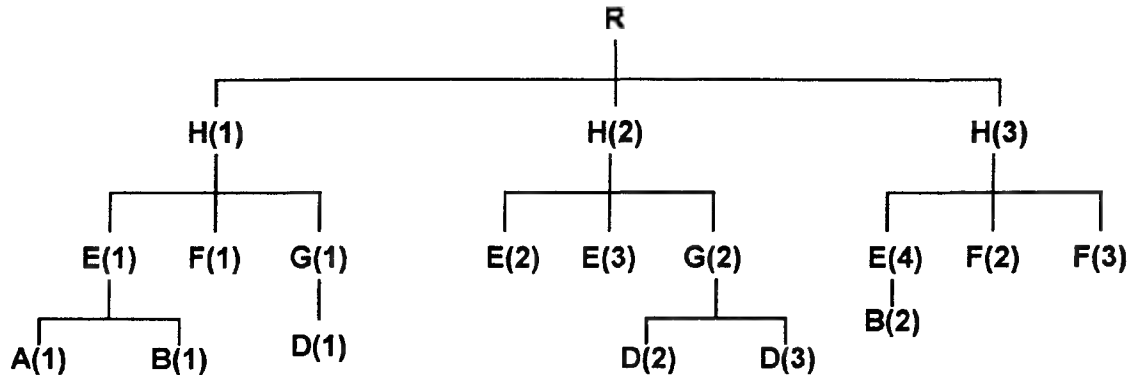 R
H(1) H(2) H(3)
E(1) F(1) G(1) E(2) E(3) G(2) E(4) F(2) F(3)
A(1) B(1) D(1) D(2) D(3) B(2)